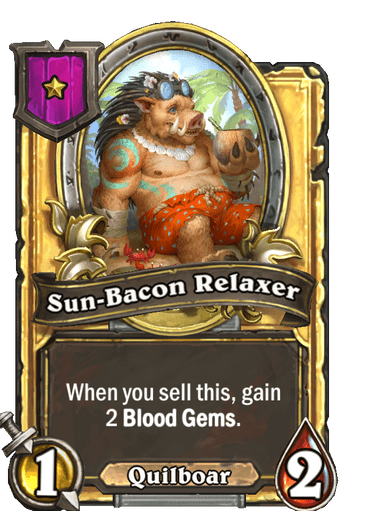 Sun-Bacon Relaxer
When you sell this, gain
2 Blood Gems.
1
Quilboar
2